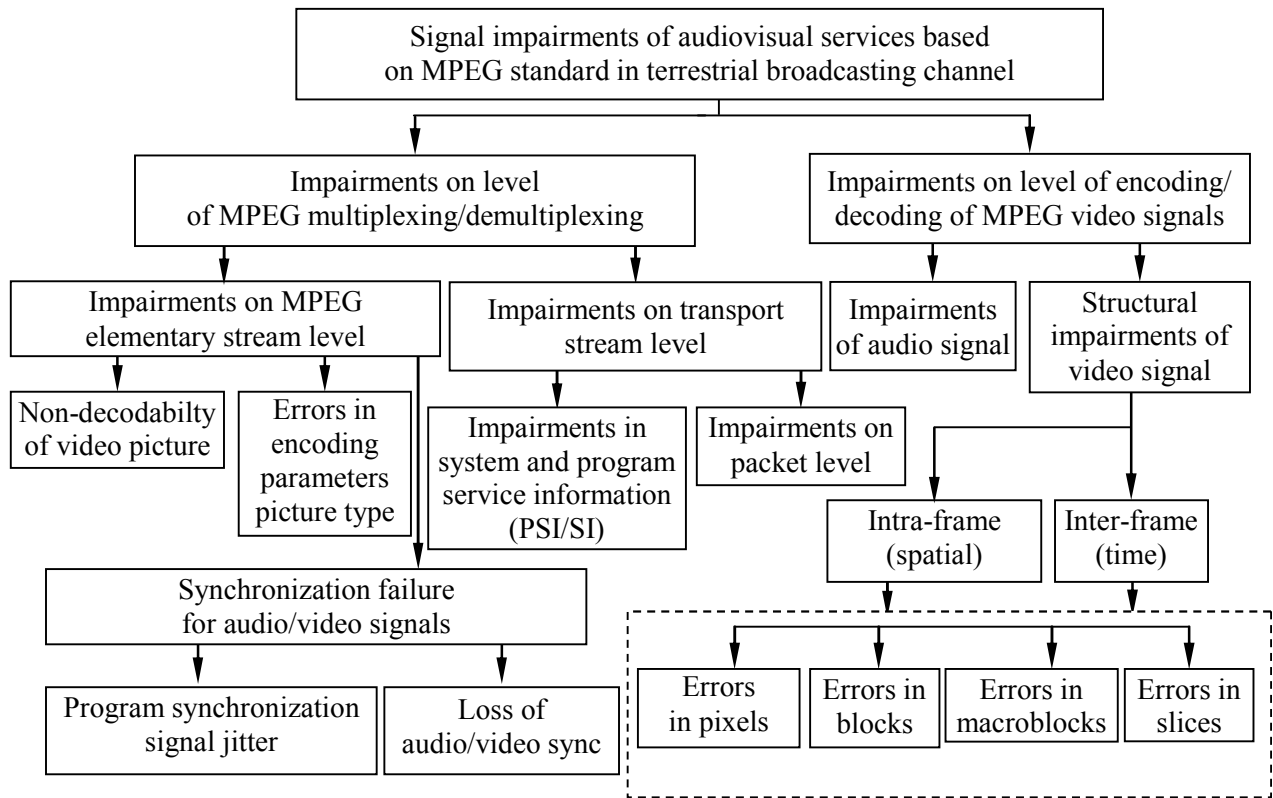 Signal impairments of audiovisual services based
on MPEG standard in terrestrial broadcasting channel
Impairments on level
of MPEG multiplexing/demultiplexing
Impairments on level of encoding/
decoding of MPEG video signals
Impairments on MPEG
elementary stream level
Impairments on transport
stream level
Impairments
of audio signal
Structural
impairments of
video signal
Non-decodabilty
of video picture
Errors in
encoding
parameters
picture type
Impairments in
system and program
service information
(PSI/SI)
Impairments on
packet level
Intra-frame
(spatial)
Inter-frame
(time)
Synchronization failure
for audio/video signals
Program synchronization
signal jitter
Loss of
audio/video sync
Errors
in pixels
Errors in
blocks
Errors in
macroblocks
Errors in
slices